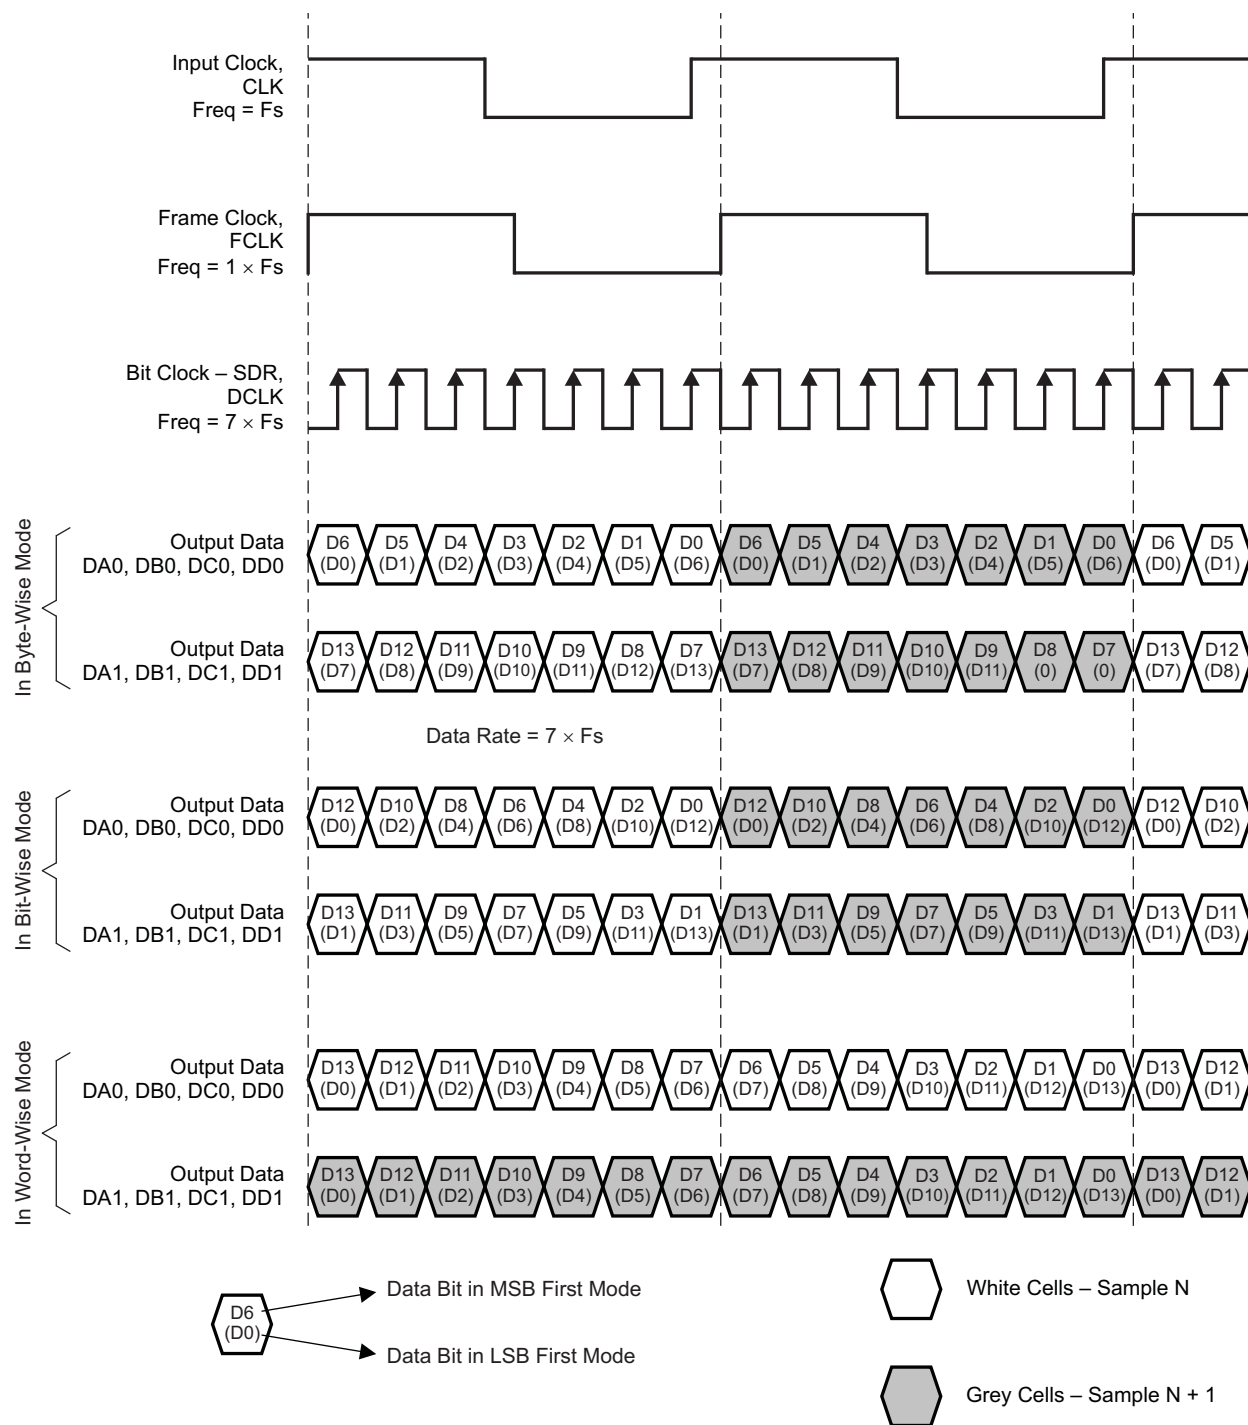 Input Clock,
CLK
Freq = Fs
Frame Clock,
FCLK
Freq = 1 × Fs
Bit Clock – SDR,
DCLK
Freq = 7 × Fs
In Byte-Wise Mode
Output Data
DA0, DB0, DC0, DD0
D6 D5 D4 D3 D2 D1 D0 D6 D5 D4 D3 D2 D1 D0 D6 D5
(D0) (D1) (D2) (D3) (D4) (D5) (D6) (D0) (D1) (D2) (D3) (D4) (D5) (D6) (D0) (D1)
Output Data
DA1, DB1, DC1, DD1
D13 D12 D11 D10 D9 D8 D7 D13 D12 D11 D10 D9 D8 D7 D13 D12
(D7) (D8) (D9) (D10) (D11) (D12) (D13) (D7) (D8) (D9) (D10) (D11) (0) (0) (D7) (D8)
Data Rate = 7 × Fs
In Bit-Wise Mode
Output Data
DA0, DB0, DC0, DD0
D12 D10 D8 D6 D4 D2 D0 D12 D10 D8 D6 D4 D2 D0 D12 D10
(D0) (D2) (D4) (D6) (D8) (D10) (D12) (D0) (D2) (D4) (D6) (D8) (D10) (D12) (D0) (D2)
Output Data
DA1, DB1, DC1, DD1
D13 D11 D9 D7 D5 D3 D1 D13 D11 D9 D7 D5 D3 D1 D13 D11
(D1) (D3) (D5) (D7) (D9) (D11) (D13) (D1) (D3) (D5) (D7) (D9) (D11) (D13) (D1) (D3)
In Word-Wise Mode
Output Data
DA0, DB0, DC0, DD0
D13 D12 D11 D10 D9 D8 D7 D6 D5 D4 D3 D2 D1 D0 D13 D12
(D0) (D1) (D2) (D3) (D4) (D5) (D6) (D7) (D8) (D9) (D10) (D11) (D12) (D13) (D0) (D1)
Output Data
DA1, DB1, DC1, DD1
D13 D12 D11 D10 D9 D8 D7 D6 D5 D4 D3 D2 D1 D0 D13 D12
(D0) (D1) (D2) (D3) (D4) (D5) (D6) (D7) (D8) (D9) (D10) (D11) (D12) (D13) (D0) (D1)
D6
(D0)
Data Bit in MSB First Mode
Data Bit in LSB First Mode
White Cells – Sample N
Grey Cells – Sample N + 1